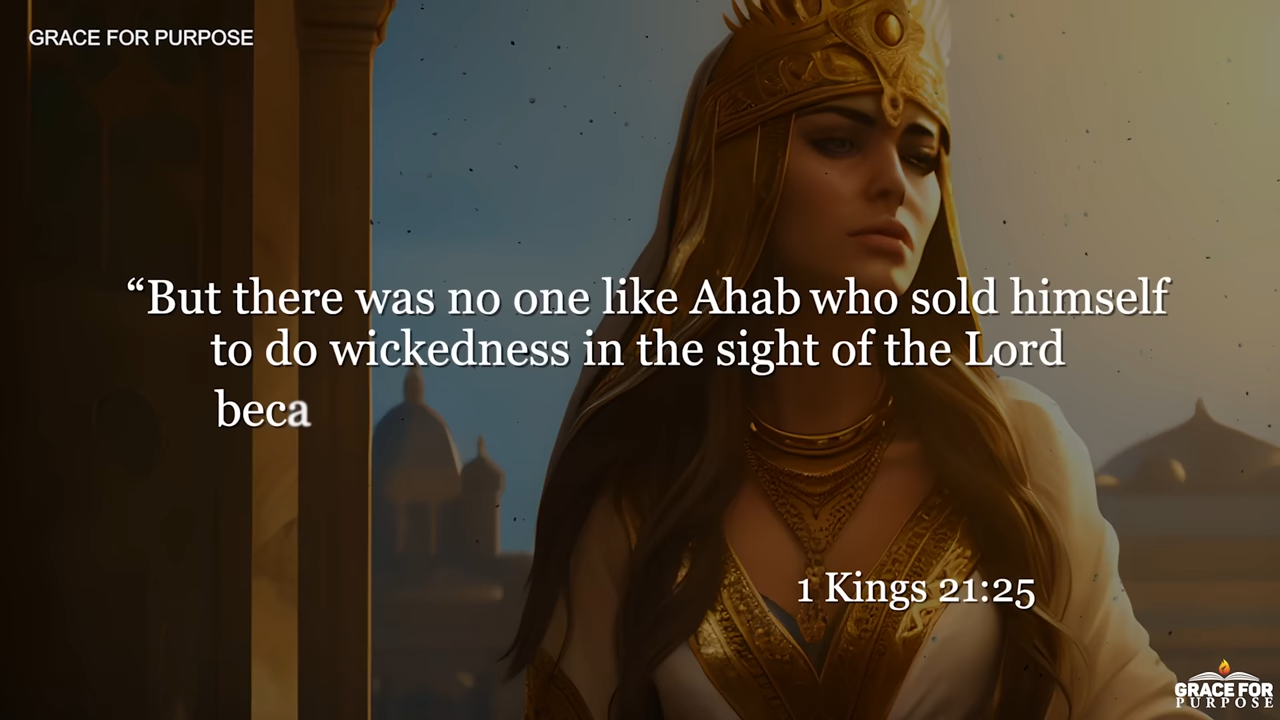 GRACE FOR PURPOSE
“But there was no one like Ahab who sold himself
to do wickedness in the sight of the Lord
beca
1 Kings 21:25
GRACE FOR
PURPOSE